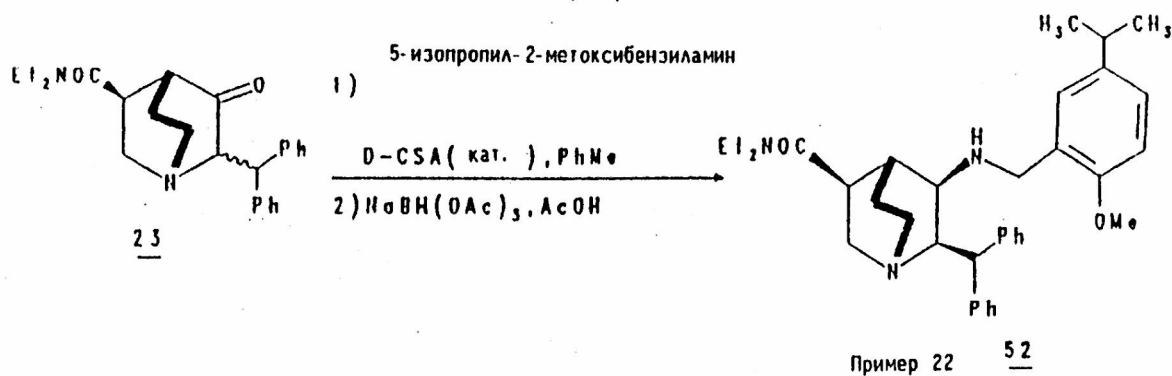 5-изопропил-2-метоксибензиламин
1)
D-CSA( кат. ), PhMe
2)NaBH(OAc)3, AcOH
Et2NOC
O
Ph
N
Ph
23
H3C CH3
H
N
Et2NOC
OMe
Ph
N
Ph
Пример 22 52